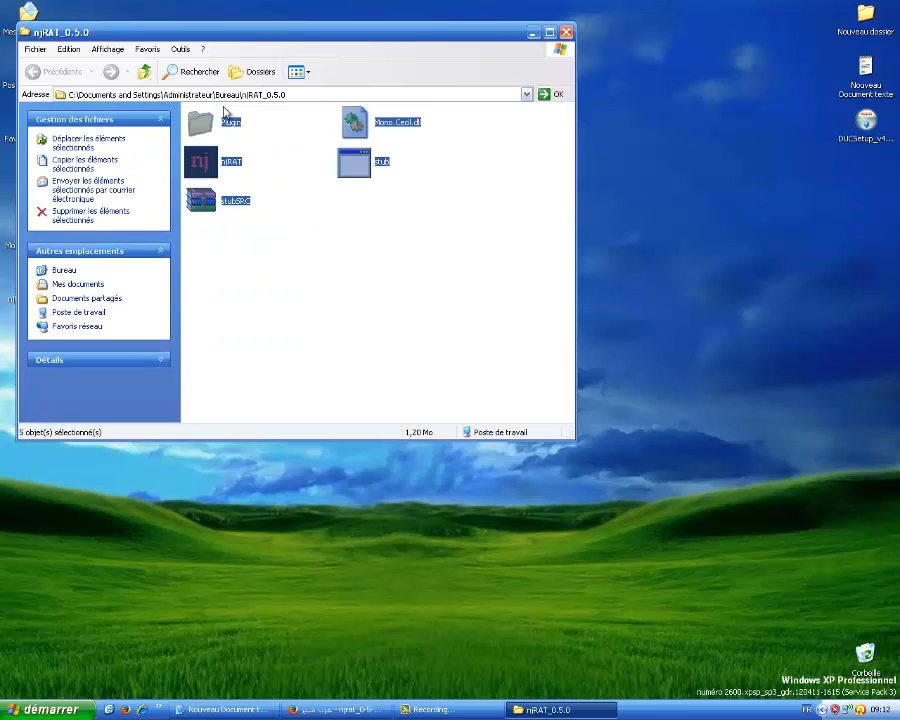 njRAT_0.5.0
Fichier Edition Affichage Favoris Outils ?
Précédente Rechercher Dossiers
Adresse C:\Documents and Settings\Administrateur\Bureau\njRAT_0.5.0 OK
Gestion des fichiers
Déplacer les éléments
sélectionnés
Copier les éléments
sélectionnés
Envoyer les éléments
sélectionnés par courrier
électronique
Supprimer les éléments
sélectionnés
Autres emplacements
Bureau
Mes documents
Documents partagés
Poste de travail
Favoris réseau
Détails
Plugin
Mono.Cecil.dll
njRAT
stub
stubSRC
5 objet(s) sélectionné(s) 1,20 Mo Poste de travail
Nouveau dossier
Nouveau
Document texte
DUCSetup_v4...
Corbeille
Windows XP Professionnel
numéro 2600.xpsp_sp3_gdr.120411-1615 (Service Pack 3)
démarrer
Nouveau Document t...
عرب شير - njrat_0-5-...
Recording...
njRAT_0.5.0
FR
09:12